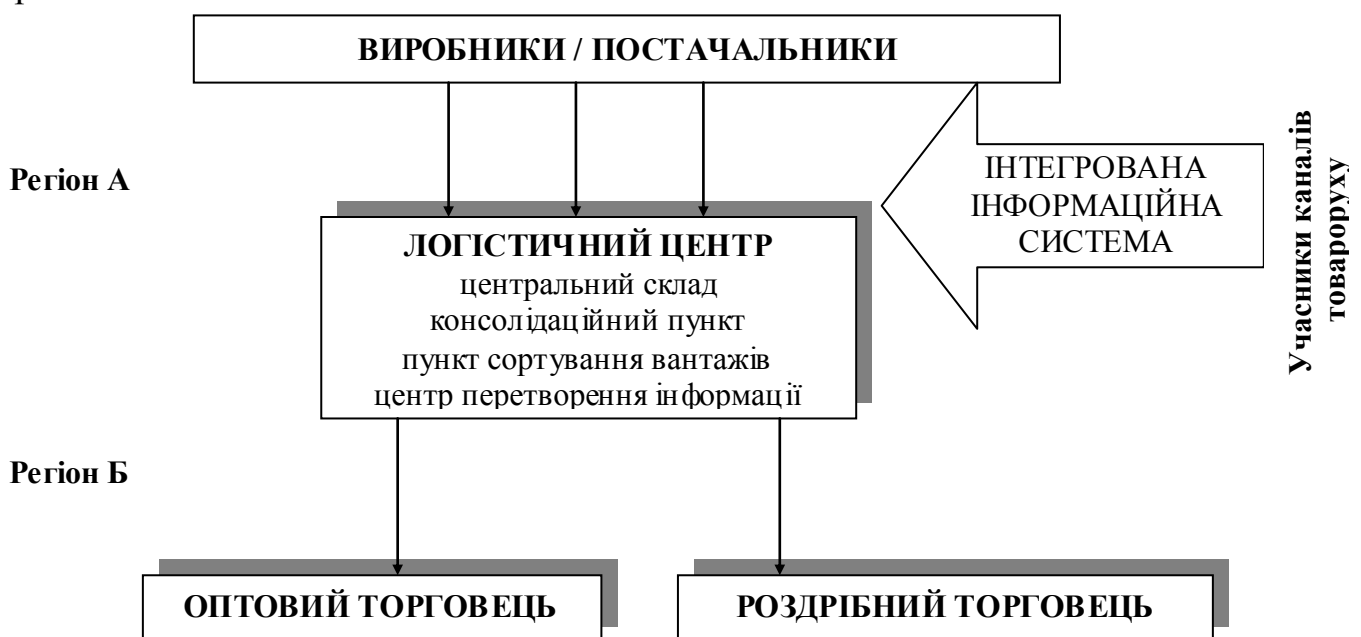 ВИРОБНИКИ / ПОСТАЧАЛЬНИКИ
Регіон А
ІНТЕГРОВАНА
ІНФОРМАЦІЙНА
СИСТЕМА
Учасники каналів
товароруху
ЛОГІСТИЧНИЙ ЦЕНТР
центральний склад
консолідаційний пункт
пункт сортування вантажів
центр перетворення інформації
Регіон Б
ОПТОВИЙ ТОРГОВЕЦЬ
РОЗДРІБНИЙ ТОРГОВЕЦЬ